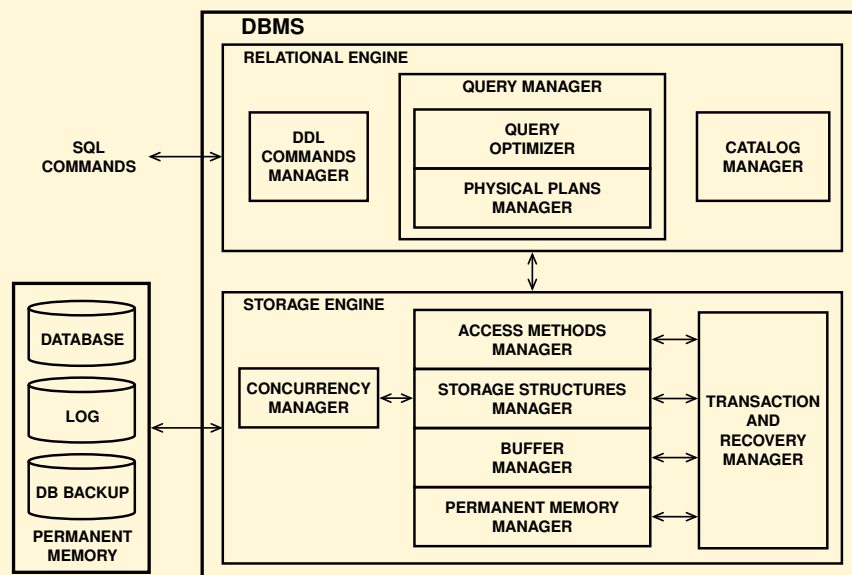 DBMS
RELATIONAL ENGINE
QUERY MANAGER
DDL
COMMANDS
MANAGER
QUERY
OPTIMIZER
PHYSICAL PLANS
MANAGER
CATALOG
MANAGER
SQL
COMMANDS
STORAGE ENGINE
ACCESS METHODS
MANAGER
CONCURRENCY
MANAGER
STORAGE STRUCTURES
MANAGER
BUFFER
MANAGER
PERMANENT MEMORY
MANAGER
TRANSACTION
AND
RECOVERY
MANAGER
DATABASE
LOG
DB BACKUP
PERMANENT
MEMORY